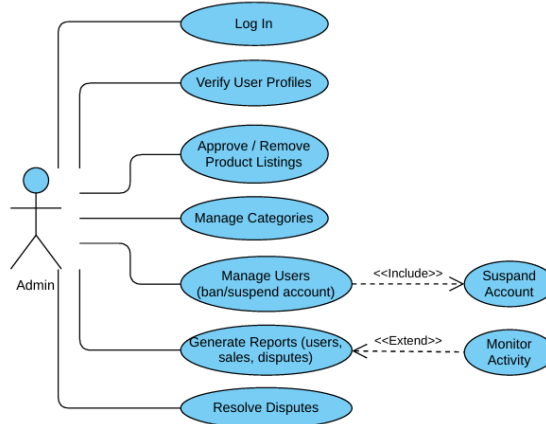 Log In
Verify User Profiles
Approve / Remove
Product Listings
Manage Categories
Admin
Manage Users
(ban/suspend account)
<<Include>>
Suspand
Account
Generate Reports (users,
sales, disputes)
<<Extend>>
Monitor
Activity
Resolve Disputes